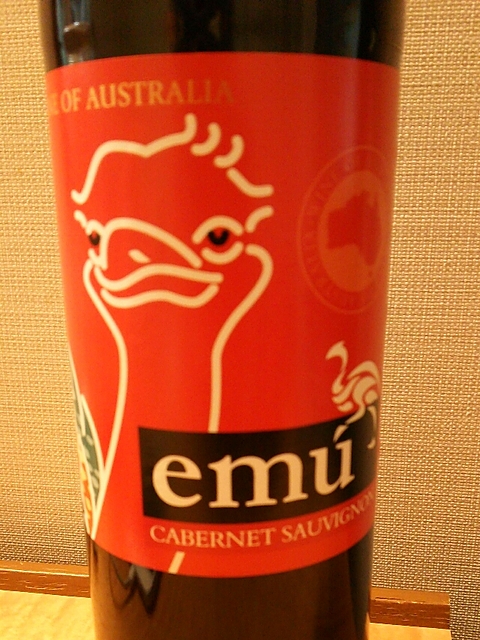 OF AUSTRALIA
emú
CABERNET SAUVIGNON